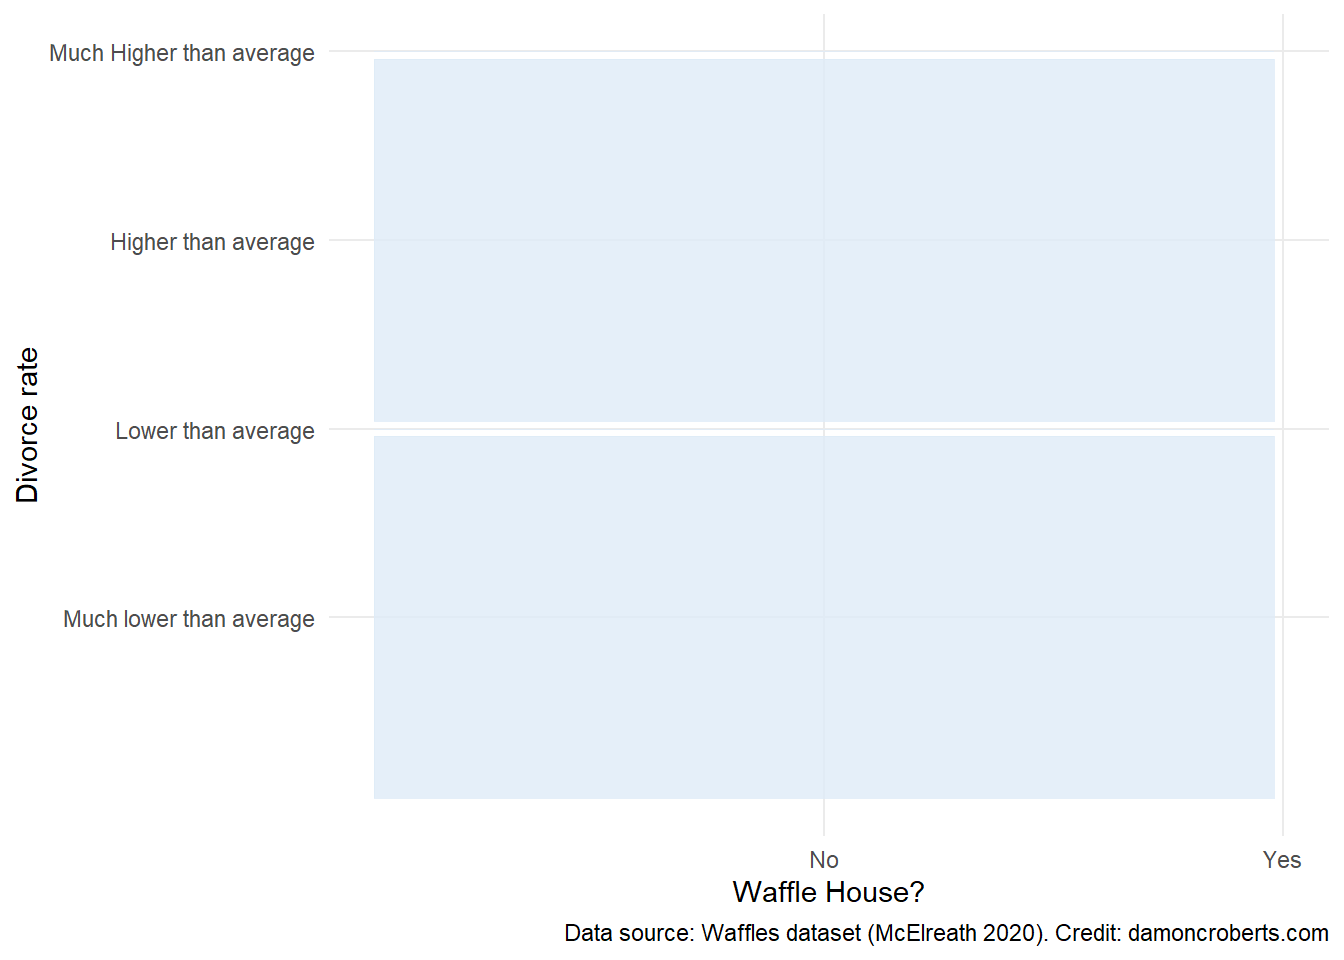 Much Higher than average
Higher than average
Lower than average
Much lower than average
Divorce rate
No
Yes
Waffle House?
Data source: Waffles dataset (McElreath 2020). Credit: damoncroberts.com